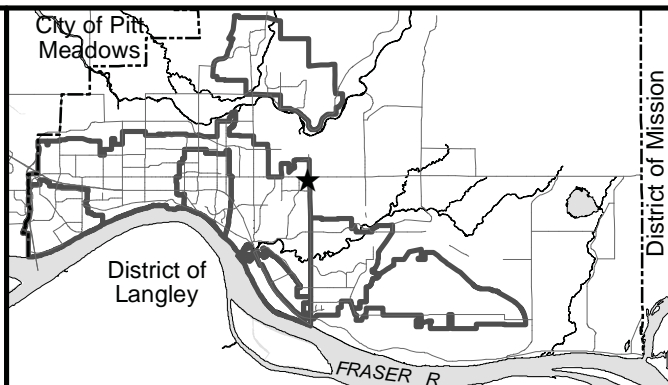 City of Pitt
Meadows
District of Mission
District of
Langley
FRASER R